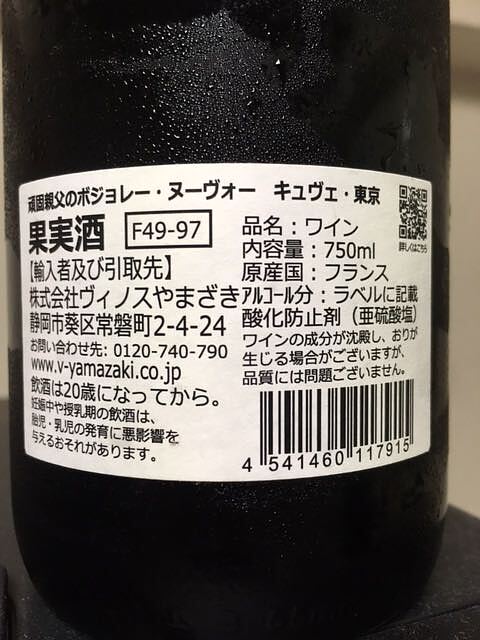 頑固親父のボジョレー・ヌーヴォー　キュヴェ・東京
果実酒 F49-97
【輸入者及び引取先】
株式会社ヴィノスやまざき
静岡市葵区常磐町2-4-24
お問い合わせ先: 0120-740-790
www.v-yamazaki.co.jp
飲酒は20歳になってから。
妊娠中や授乳期の飲酒は、
胎児・乳児の発育に悪影響を
与えるおそれがあります。
品名：ワイン
内容量：750ml
原産国：フランス
アルコール分：ラベルに記載
酸化防止剤（亜硫酸塩）
ワインの成分が沈殿し、おりが
生じる場合がございますが、
品質には問題ございません。
詳しくはこちら
4 541460 117915